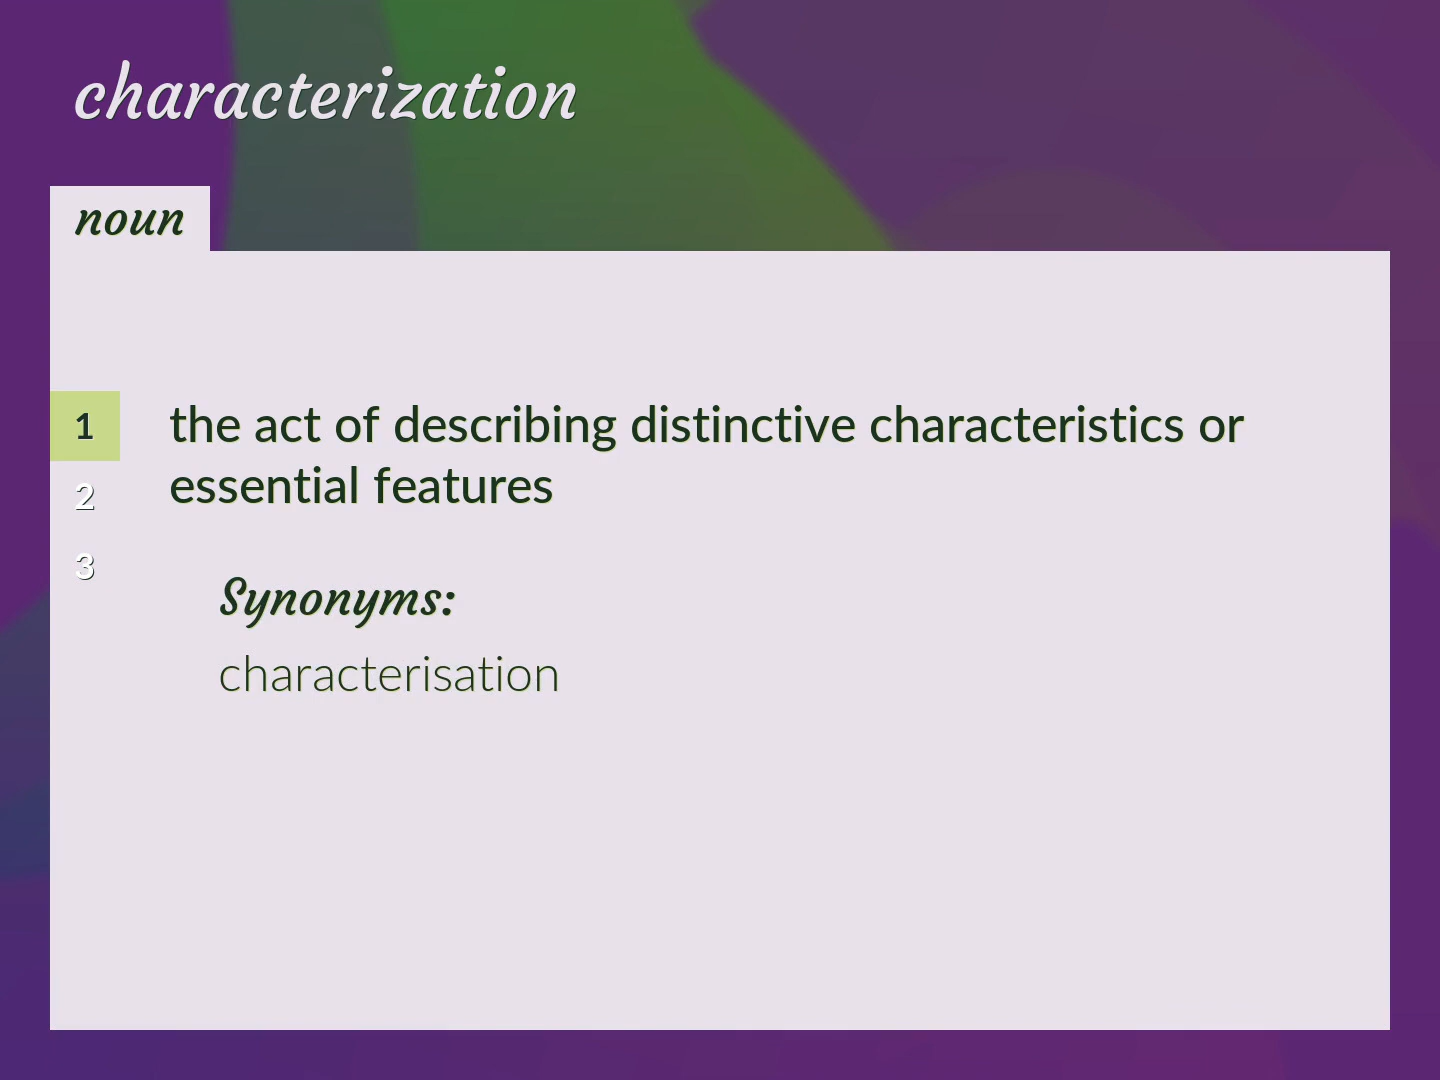 characterization
noun
1
the act of describing distinctive characteristics or
essential features
2
3
Synonyms:
characterisation